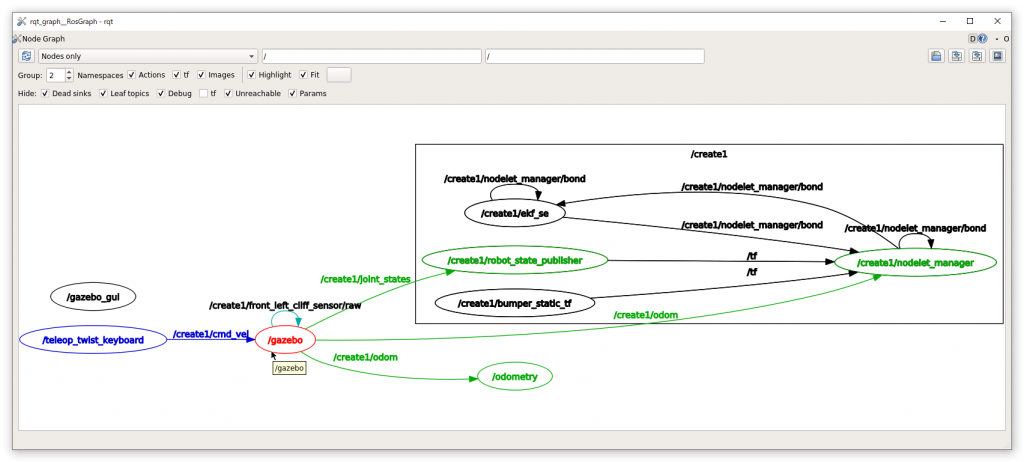 rqt_graph__RosGraph - rqt
Node Graph
D
- O
Nodes only
/
/
Group: 2 Namespaces Actions tf Images Highlight Fit
Hide: Dead sinks Leaf topics Debug tf Unreachable Params
/create1
/create1/nodelet_manager/bond
/create1/nodelet_manager/bond
/create1/ekf_se
/create1/nodelet_manager/bond
/create1/nodelet_manager/bond
/create1/robot_state_publisher
/tf
/create1/nodelet_manager
/tf
/create1/joint_states
/gazebo_gui
/create1/front_left_cliff_sensor/raw
/create1/bumper_static_tf
/create1/odom
/teleop_twist_keyboard
/create1/cmd_vel
/gazebo
/create1/odom
/gazebo
/odometry